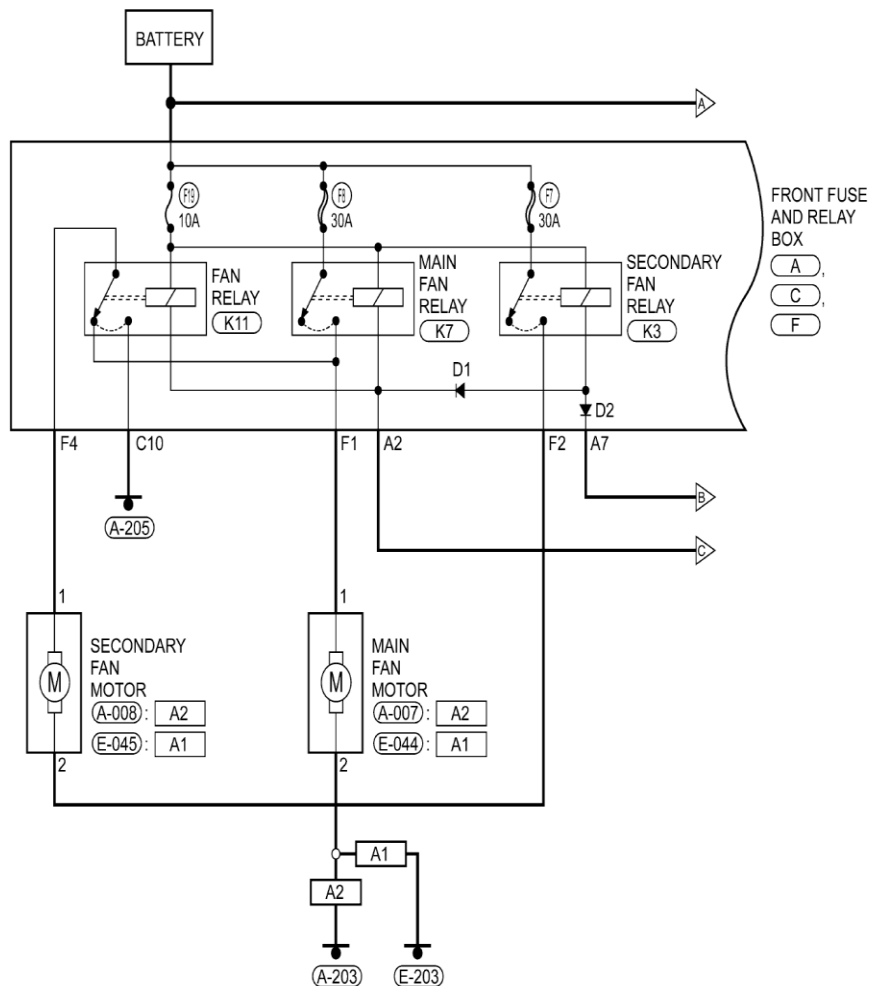 BATTERY
A
F19
10A
F8
30A
F7
30A
FRONT FUSE
AND RELAY
BOX
A,
C,
F
FAN
RELAY
K11
MAIN
FAN
RELAY
K7
SECONDARY
FAN
RELAY
K3
D1
D2
F4
C10
F1
A2
F2
A7
B
A-205
C
1
1
M
SECONDARY
FAN
MOTOR
A-008: A2
E-045: A1
M
MAIN
FAN
MOTOR
A-007: A2
E-044: A1
2
2
A1
A2
A-203
E-203